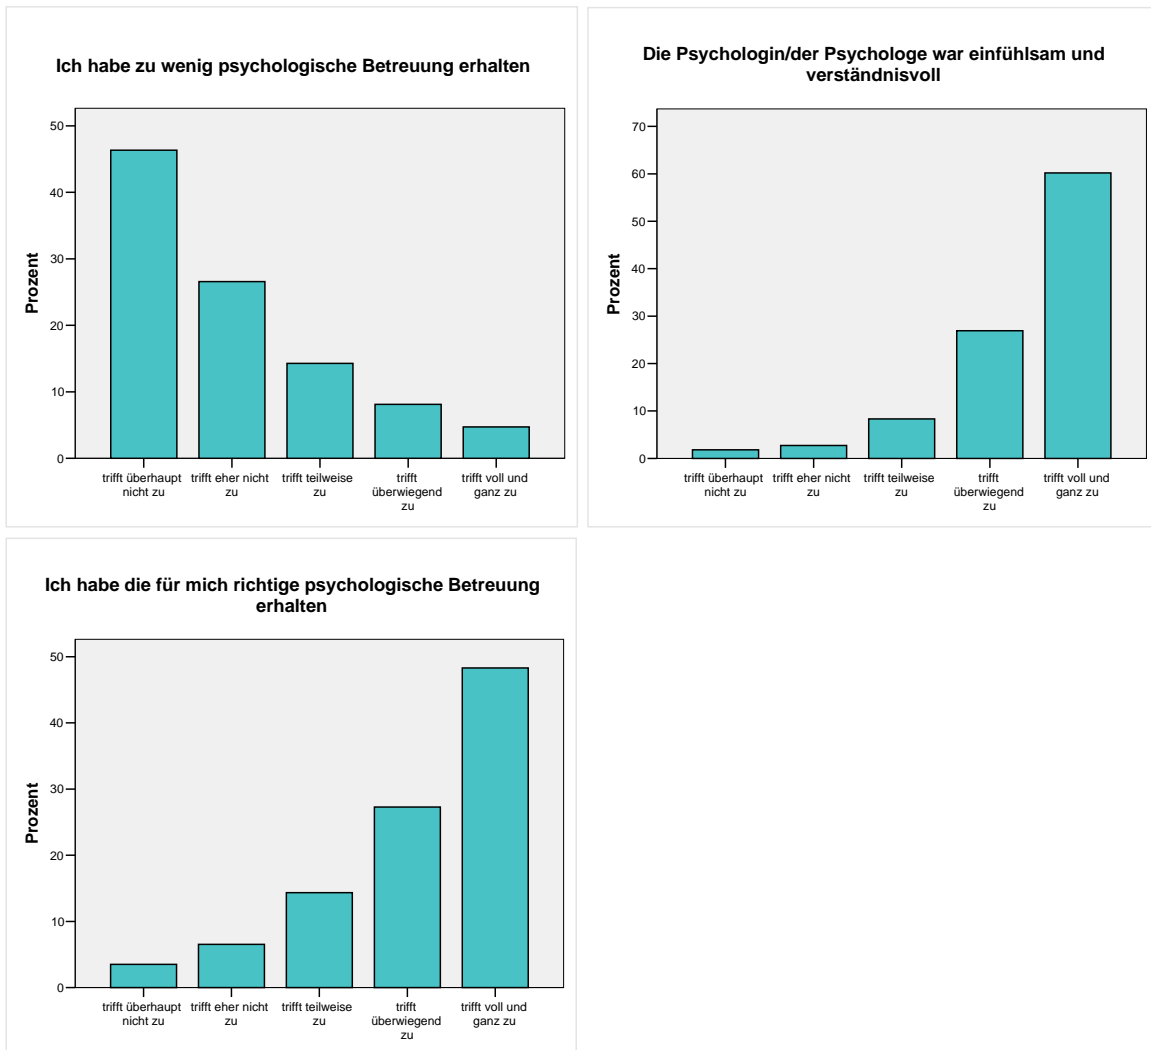 Ich habe zu wenig psychologische Betreuung erhalten
Prozent
50
40
30
20
10
0
trifft überhaupt
nicht zu
trifft eher nicht
zu
trifft teilweise
zu
trifft
überwiegend
zu
trifft voll und
ganz zu
Die Psychologin/der Psychologe war einfühlsam und
verständnisvoll
Prozent
70
60
50
40
30
20
10
0
trifft überhaupt
nicht zu
trifft eher nicht
zu
trifft teilweise
zu
trifft
überwiegend
zu
trifft voll und
ganz zu
Ich habe die für mich richtige psychologische Betreuung
erhalten
Prozent
50
40
30
20
10
0
trifft überhaupt
nicht zu
trifft eher nicht
zu
trifft teilweise
zu
trifft
überwiegend
zu
trifft voll und
ganz zu